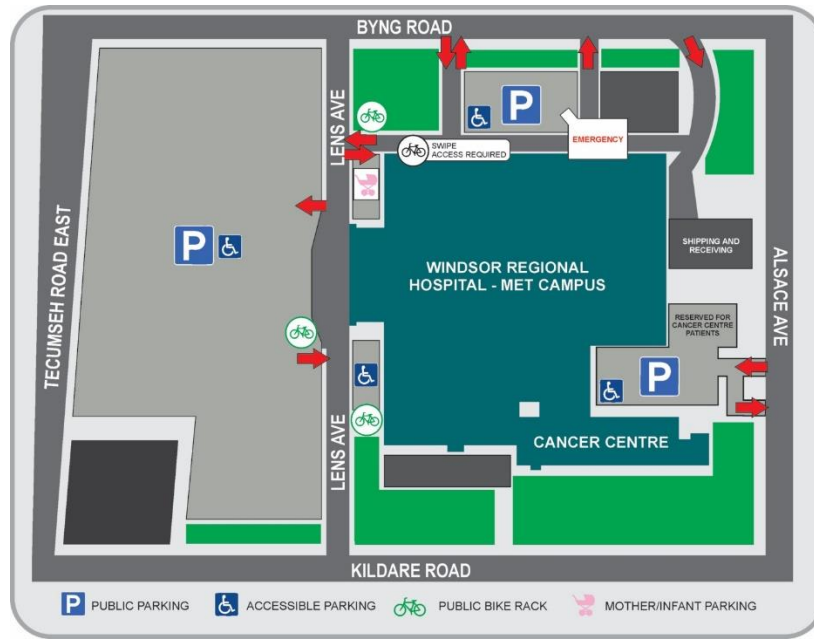 BYNG ROAD
LENS AVE
P
EMERGENCY
SWIPE
ACCESS REQUIRED
P
TECUMSEH ROAD EAST
WINDSOR REGIONAL
HOSPITAL - MET CAMPUS
SHIPPING AND
RECEIVING
ALSACE AVE
RESERVED FOR
CANCER CENTRE
PATIENTS
P
LENS AVE
CANCER CENTRE
KILDARE ROAD
P PUBLIC PARKING
ACCESSIBLE PARKING
PUBLIC BIKE RACK
MOTHER/INFANT PARKING